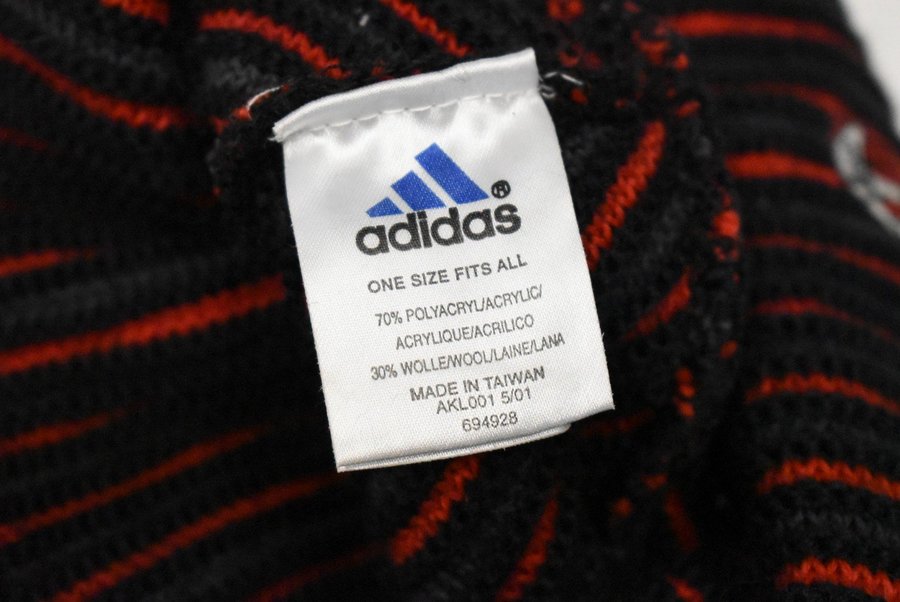 adidas®
ONE SIZE FITS ALL
70% POLYACRYL/ACRYLIC/
ACRYLIQUE/ACRILICO
30% WOLLE/WOOL/LAINE/LANA
MADE IN TAIWAN
AKL001 5/01
694928